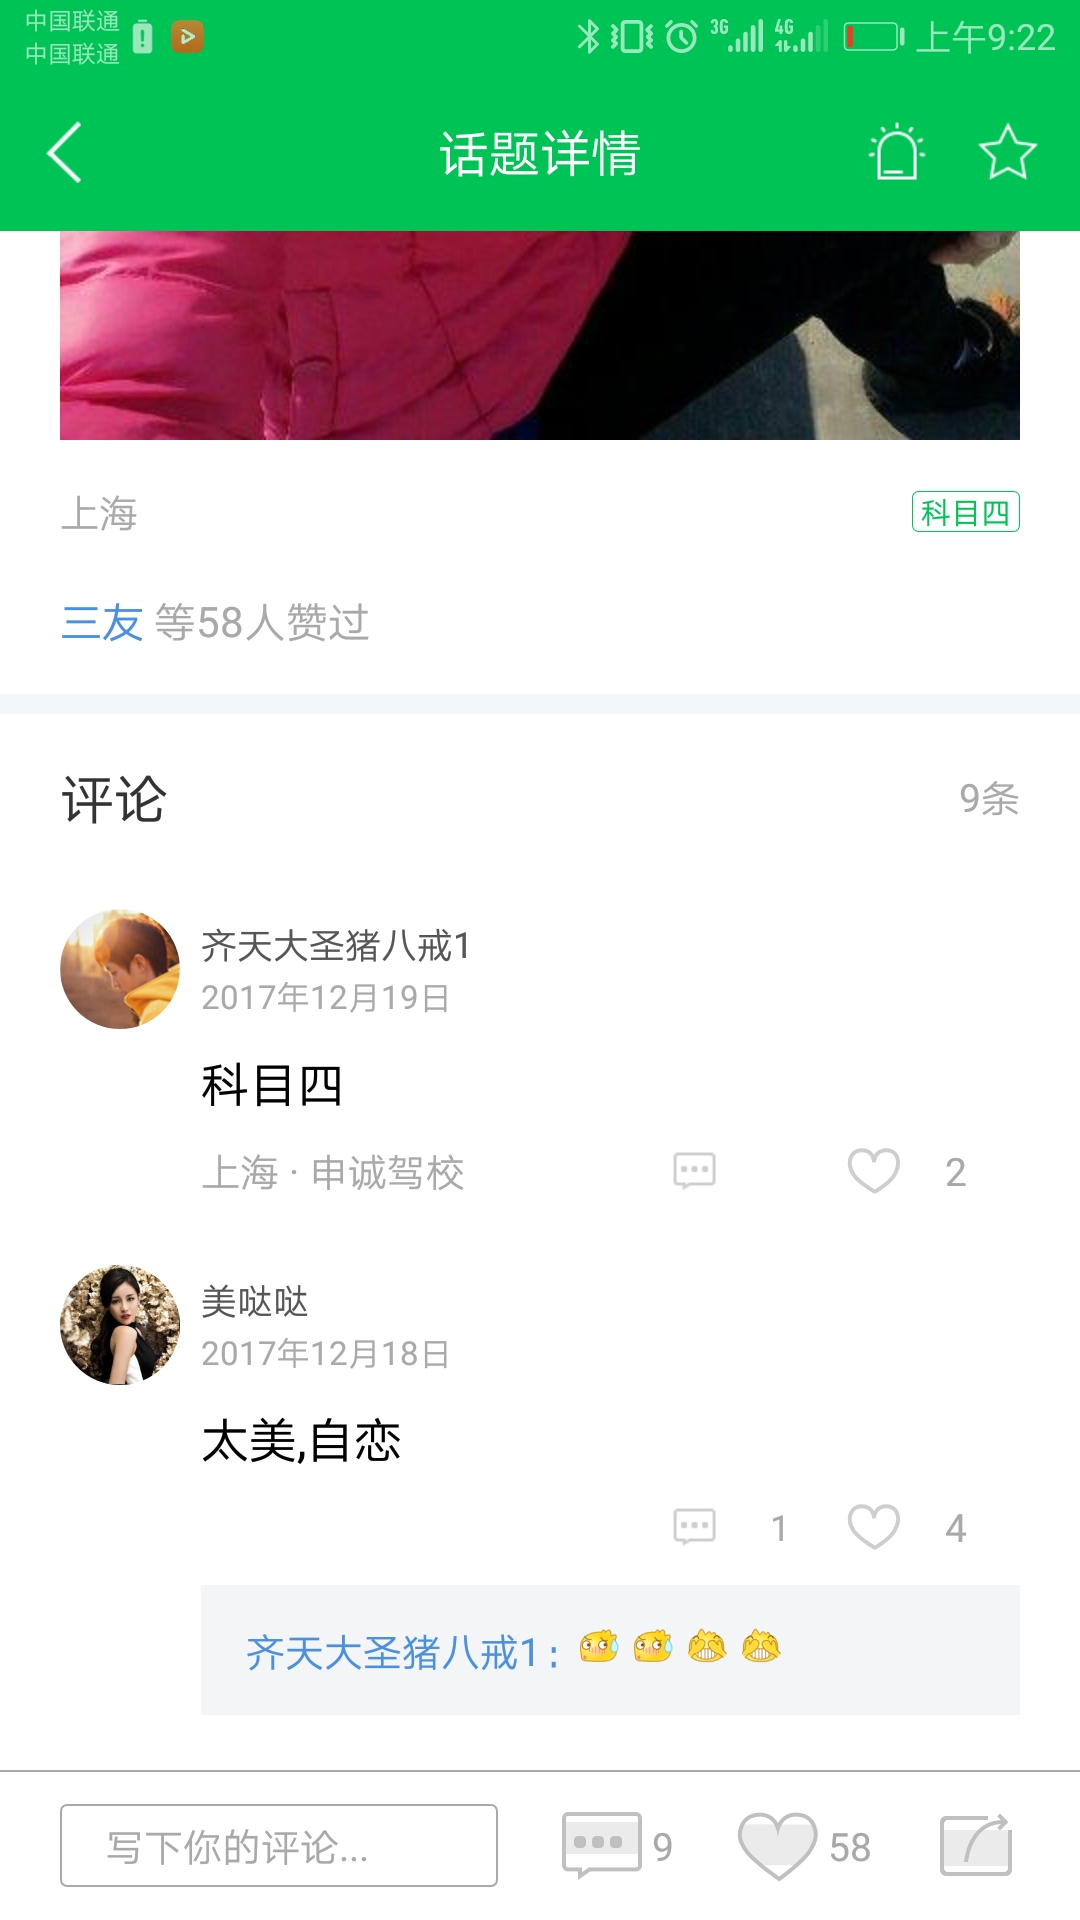 中国联通
中国联通
3G
4G
上午9:22
话题详情
上海
科目四
三友 等58人赞过
评论
9条
齐天大圣猪八戒1
2017年12月19日
科目四
上海 · 申诚驾校
2
美哒哒
2017年12月18日
太美,自恋
1
4
齐天大圣猪八戒1 :
写下你的评论...
9
58